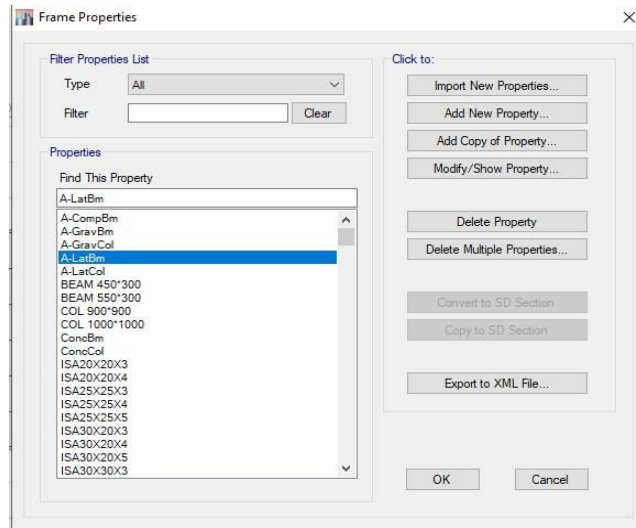 Frame Properties
Filter Properties List
Type All
Filter Clear
Properties
Find This Property
A-LatBm
A-CompBm
A-GravBm
A-GravCol
A-LatBm
A-LatCol
BEAM 450*300
BEAM 550*300
COL 900*900
COL 1000*1000
ConcBm
ConcCol
ISA20X20X3
ISA20X20X4
ISA25X25X3
ISA25X25X4
ISA25X25X5
ISA30X20X3
ISA30X20X4
ISA30X20X5
ISA30X30X3
Click to:
Import New Properties...
Add New Property...
Add Copy of Property...
Modify/Show Property...
Delete Property
Delete Multiple Properties...
Convert to SD Section
Copy to SD Section
Export to XML File...
OK Cancel